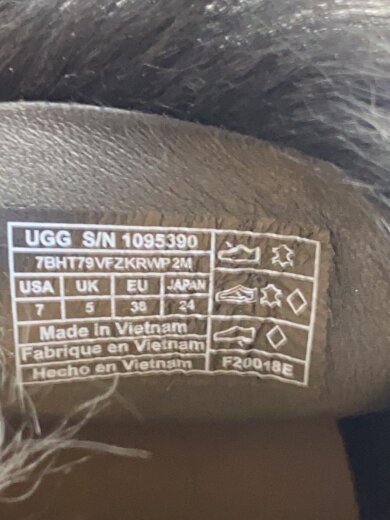 UGG S/N 1095390
7BHT79VFZKRWP2M
USA UK EU JAPAN
7 5 38 24
Made in Vietnam
Fabrique en Vietnam
Hecho en Vietnam
F20018E